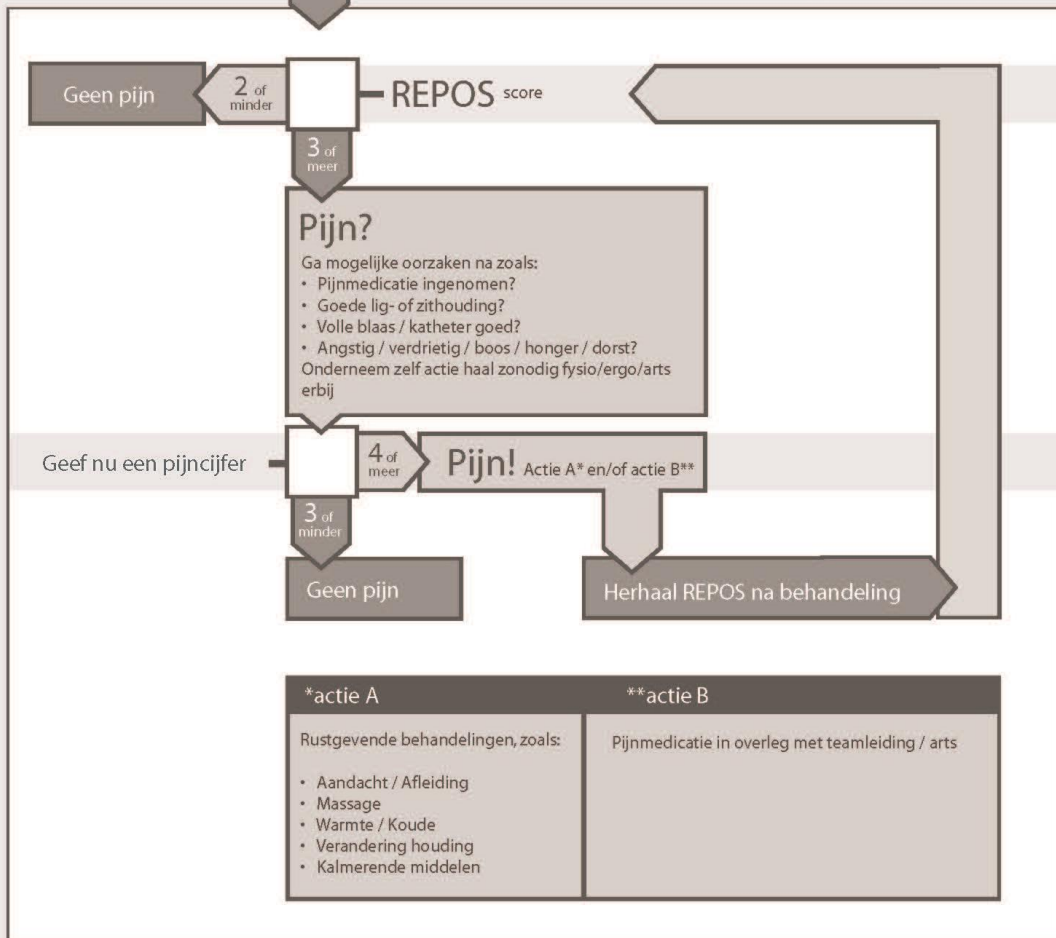 Geen pijn
2 of
minder
REPOS score
3 of
meer
Pijn?
Ga mogelijke oorzaken na zoals:
• Pijnmedicatie ingenomen?
• Goede lig- of zithouding?
• Volle blaas / katheter goed?
• Angstig / verdrietig / boos / honger / dorst?
Onderneem zelf actie haal zonodig fysio/ergo/arts
erbij
Geef nu een pijncijfer
4 of
meer
Pijn! Actie A* en/of actie B**
3 of
minder
Geen pijn
Herhaal REPOS na behandeling
*actie A
Rustgevende behandelingen, zoals:
• Aandacht / Afleiding
• Massage
• Warmte / Koude
• Verandering houding
• Kalmerende middelen
**actie B
Pijnmedicatie in overleg met teamleiding / arts